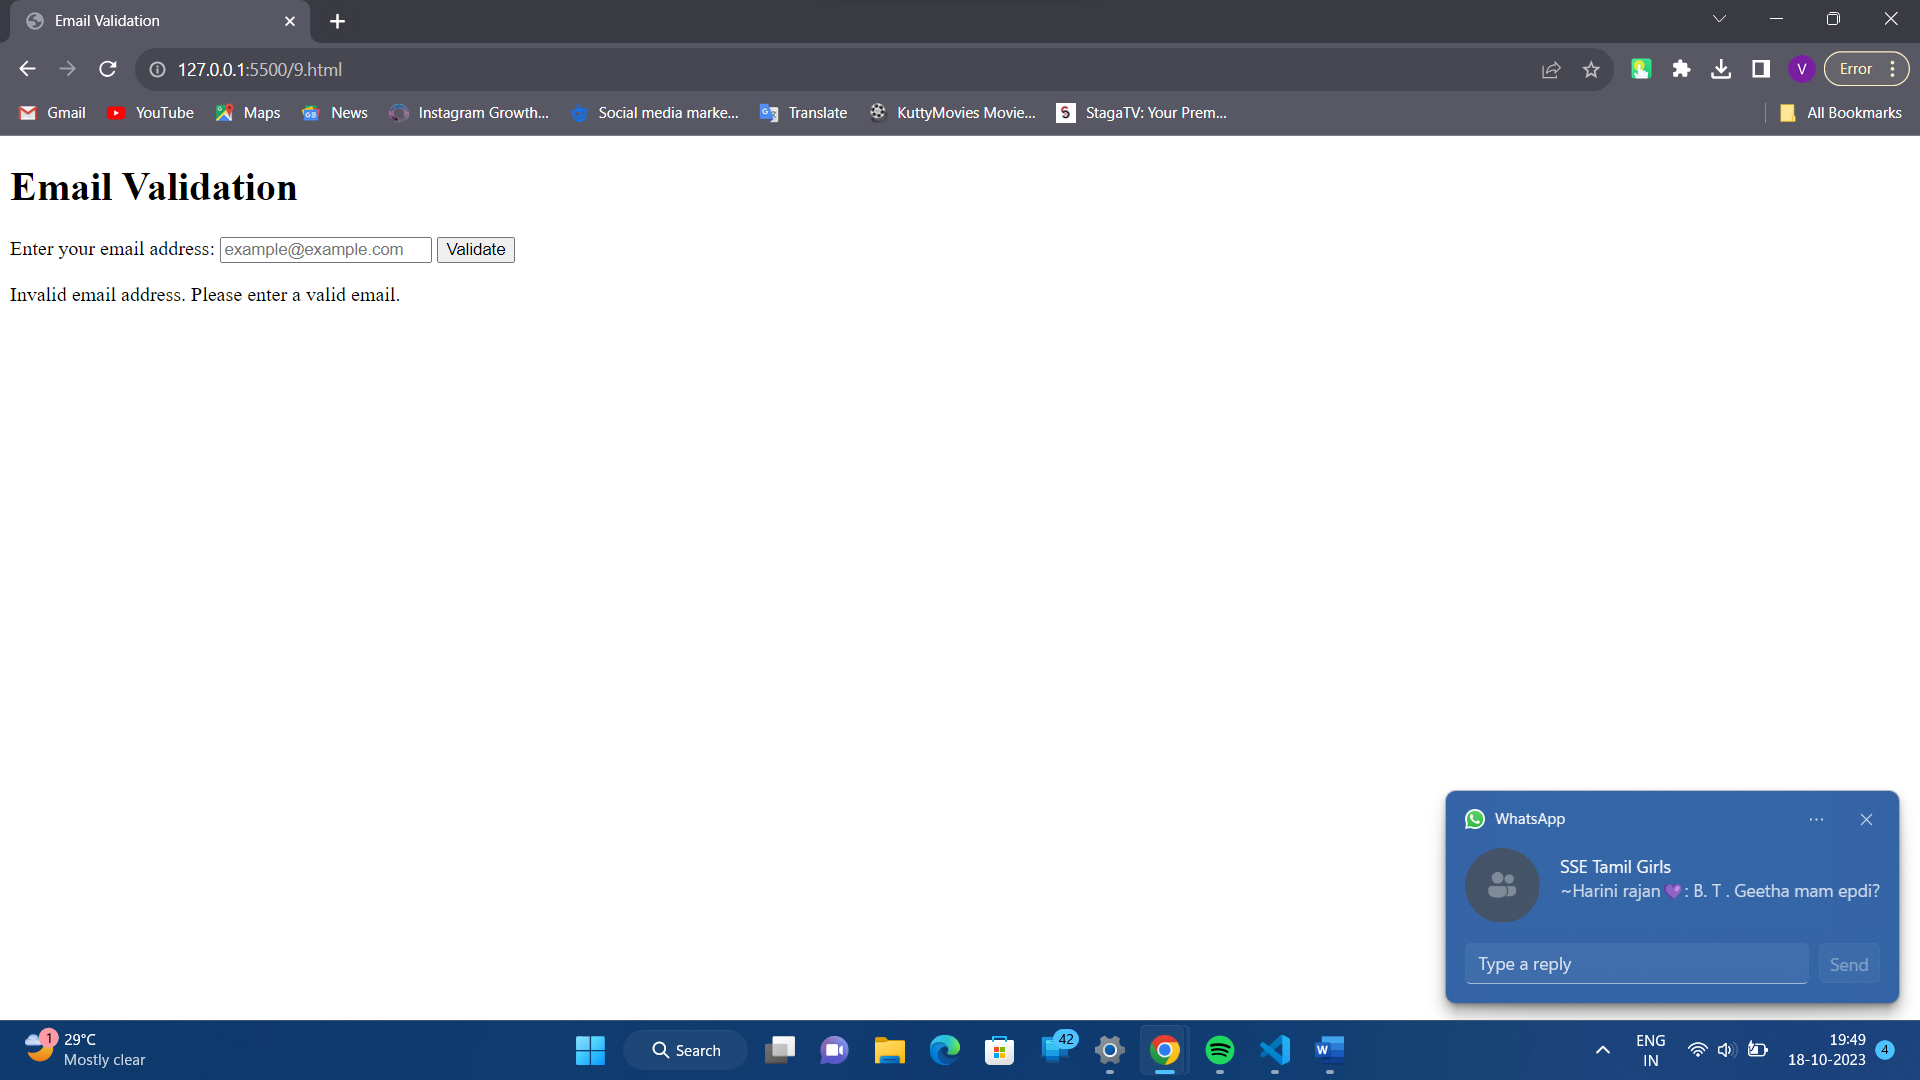 Email Validation
127.0.0.1:5500/9.html
V
Error
Gmail
YouTube
Maps
News
Instagram Growth...
Social media marke...
Translate
KuttyMovies Movie...
StagaTV: Your Prem...
All Bookmarks
Email Validation
Enter your email address: example@example.com Validate
Invalid email address. Please enter a valid email.
WhatsApp
SSE Tamil Girls
~Harini rajan 💜: B. T . Geetha mam epdi?
Type a reply
Send
1
29°C
Mostly clear
Search
42
ENG
IN
19:49
18-10-2023
4